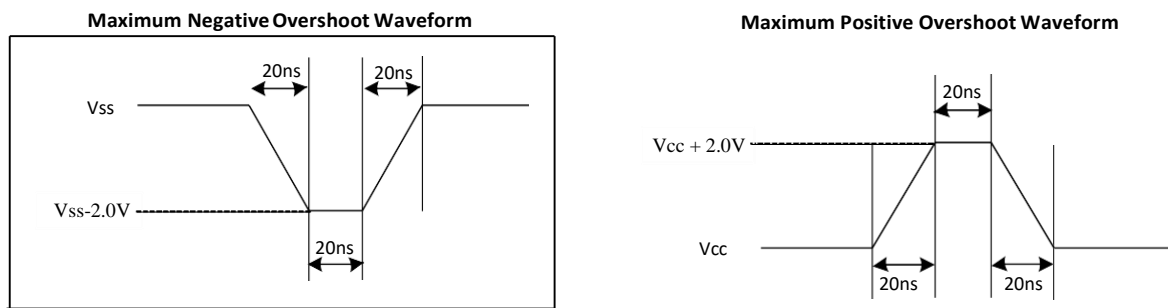 Maximum Negative Overshoot Waveform
20ns
20ns
Vss
Vss-2.0V
20ns
Maximum Positive Overshoot Waveform
20ns
Vcc + 2.0V
Vcc
20ns
20ns